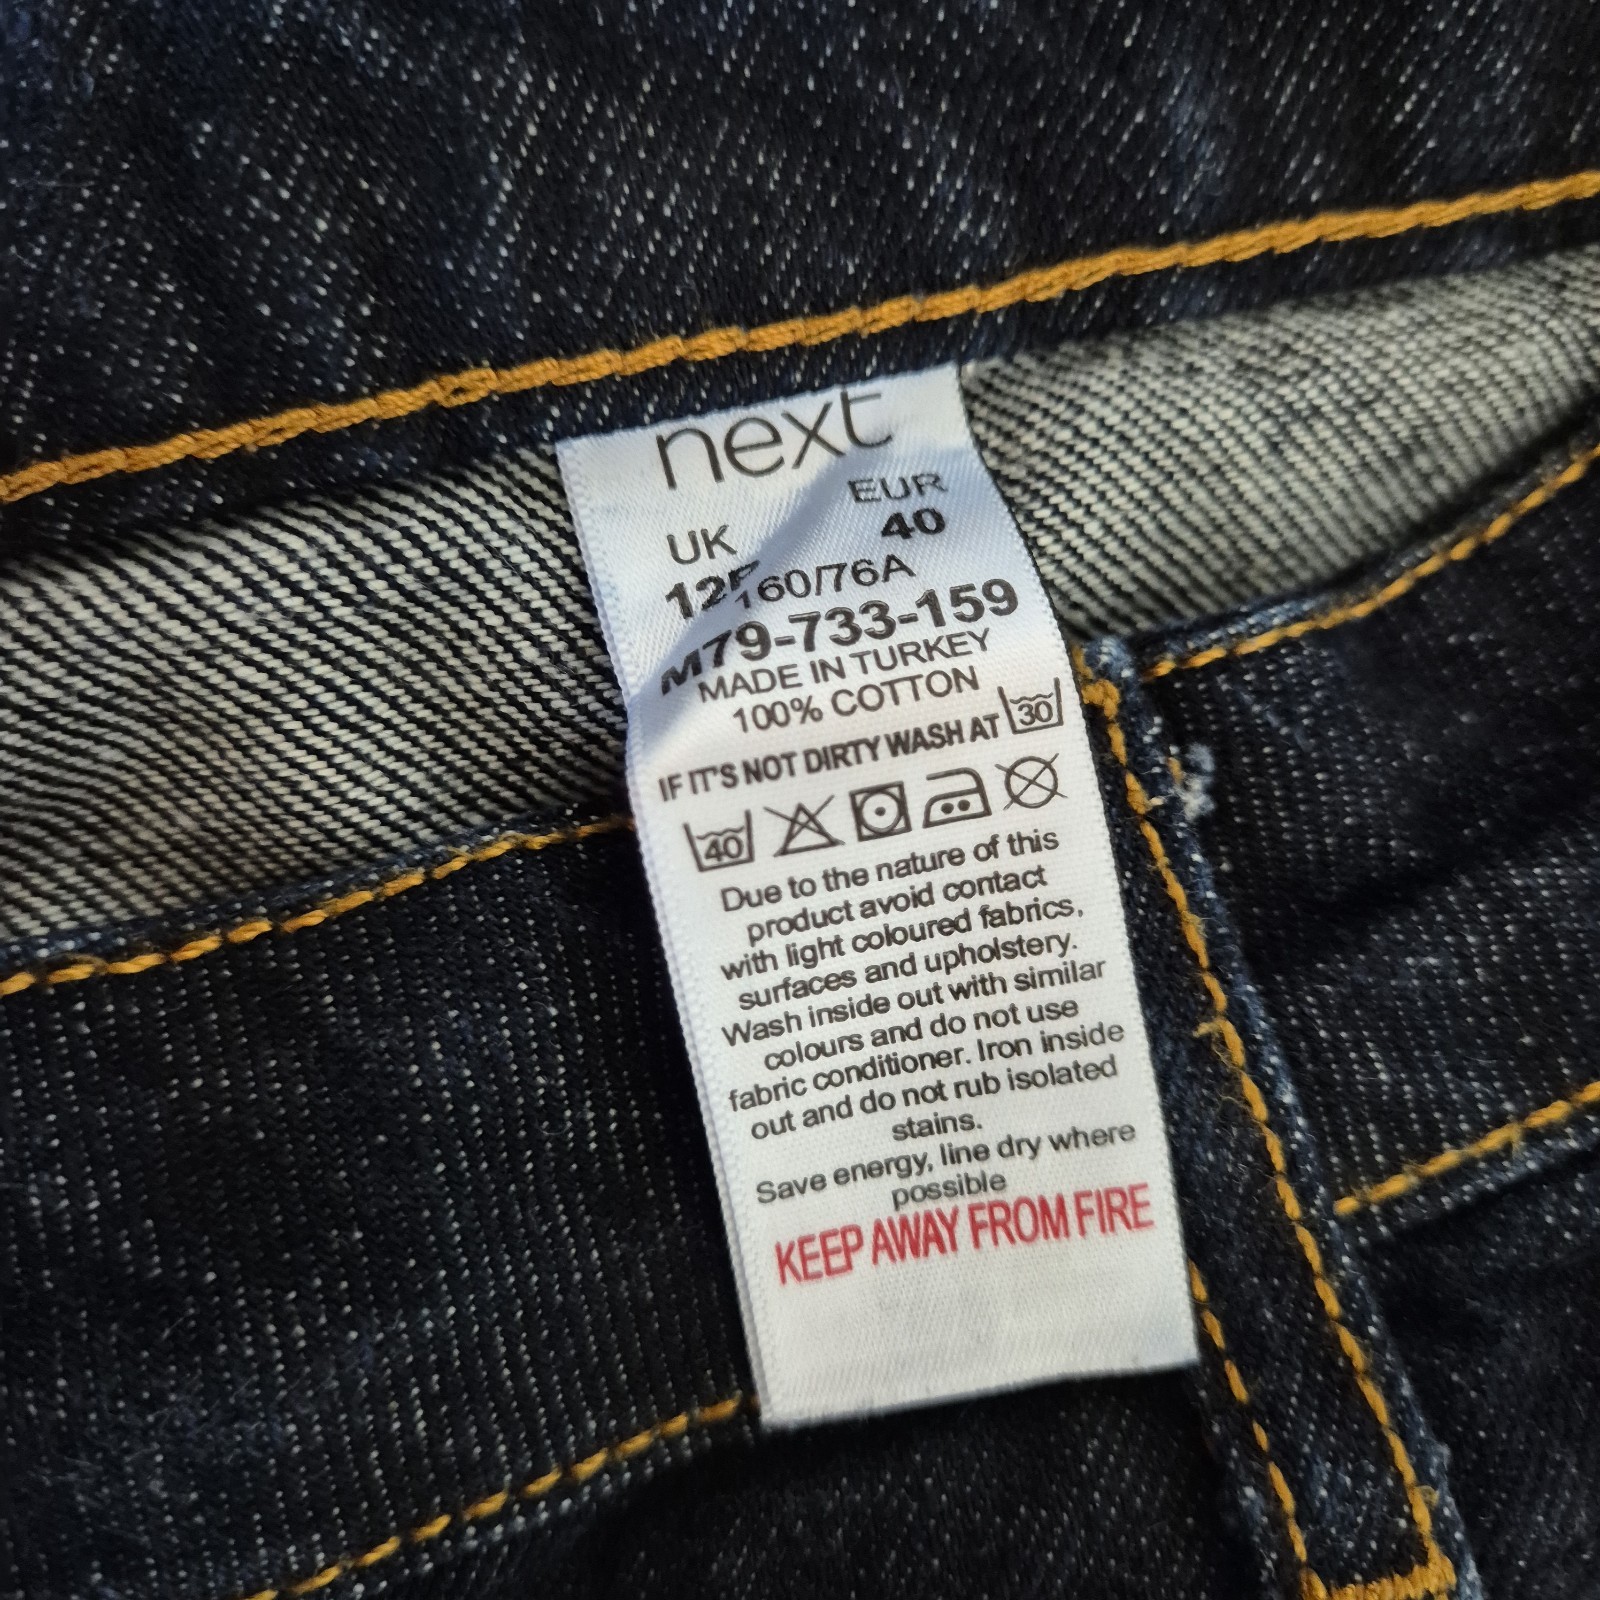 next
UK EUR
40
160/76A
M79-733-159
MADE IN TURKEY
100% COTTON
IF IT'S NOT DIRTY WASH AT 30
40
Due to the nature of this
product avoid contact
with light coloured fabrics,
surfaces and upholstery.
Wash inside out with similar
colours and do not use
fabric conditioner. Iron inside
out and do not rub isolated
stains.
Save energy, line dry where
possible
KEEP AWAY FROM FIRE